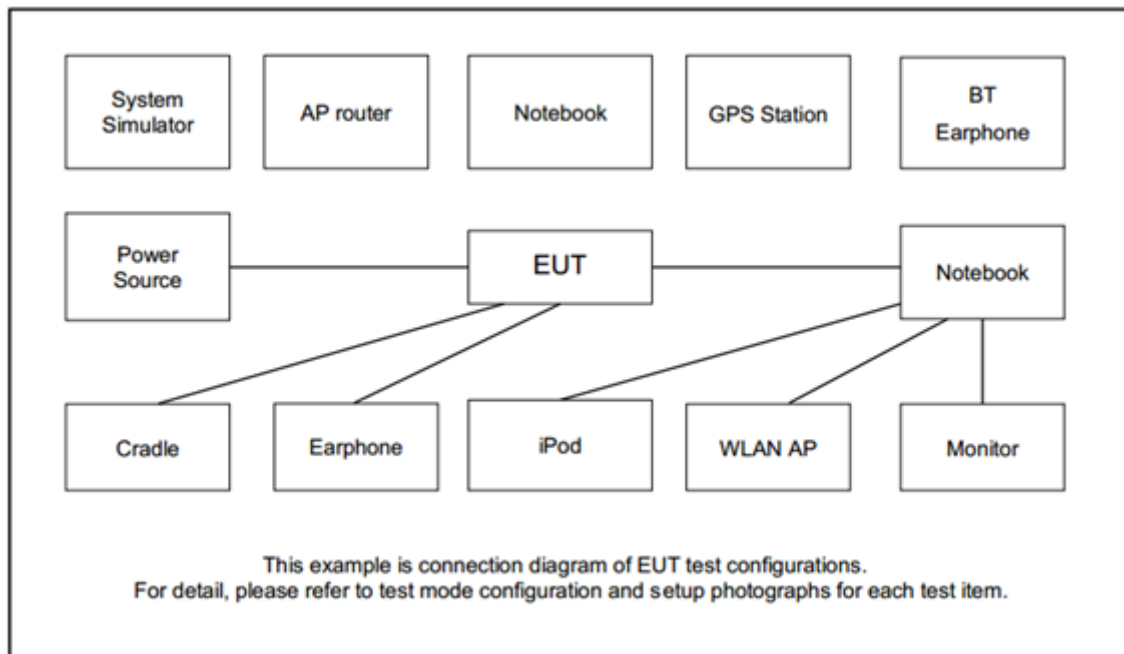 System
Simulator
AP router
Notebook
GPS Station
BT
Earphone
Power
Source
EUT
Notebook
Cradle
Earphone
iPod
WLAN AP
Monitor
This example is connection diagram of EUT test configurations.
For detail, please refer to test mode configuration and setup photographs for each test item.